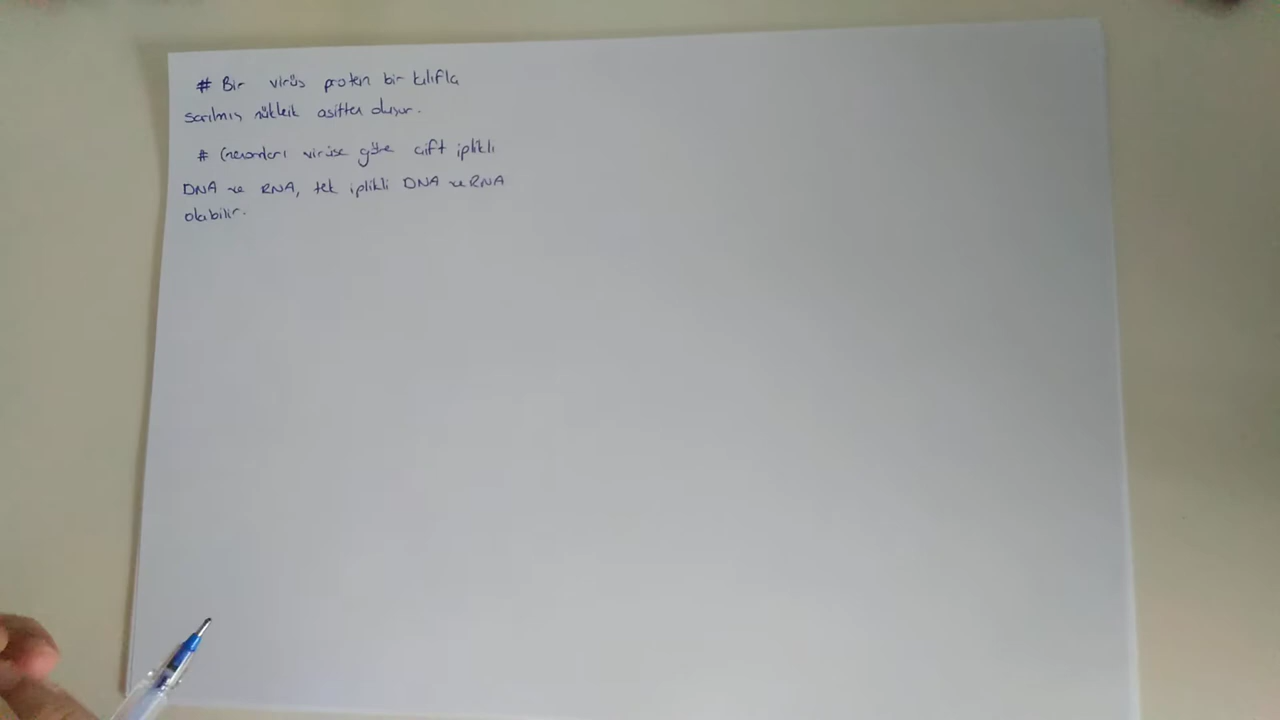 # Bir virüs protein bir kılıfla
sarılmış nükleik asitten oluşur.
# Genomları virüse göre çift iplikli
DNA ve RNA, tek iplikli DNA ve RNA
olabilir.